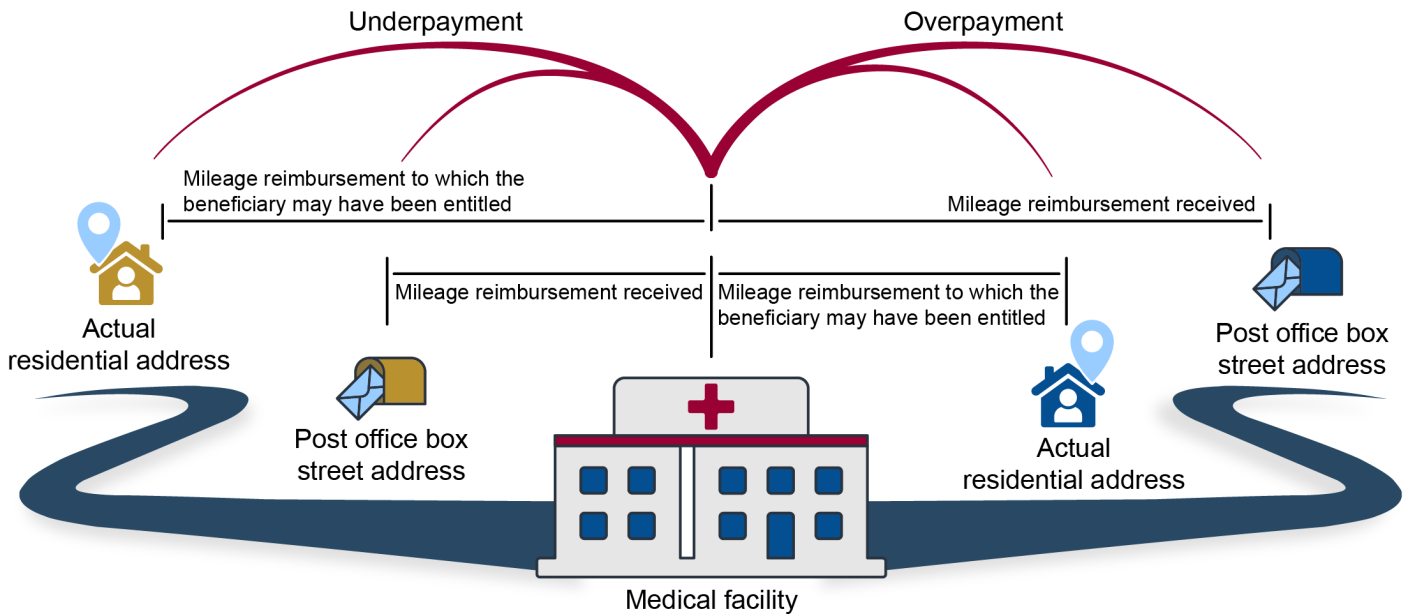 Underpayment
Overpayment
Mileage reimbursement to which the
beneficiary may have been entitled
Mileage reimbursement received
Mileage reimbursement received
Mileage reimbursement to which the
beneficiary may have been entitled
Actual
residential address
Post office box
street address
Post office box
street address
Actual
residential address
Medical facility